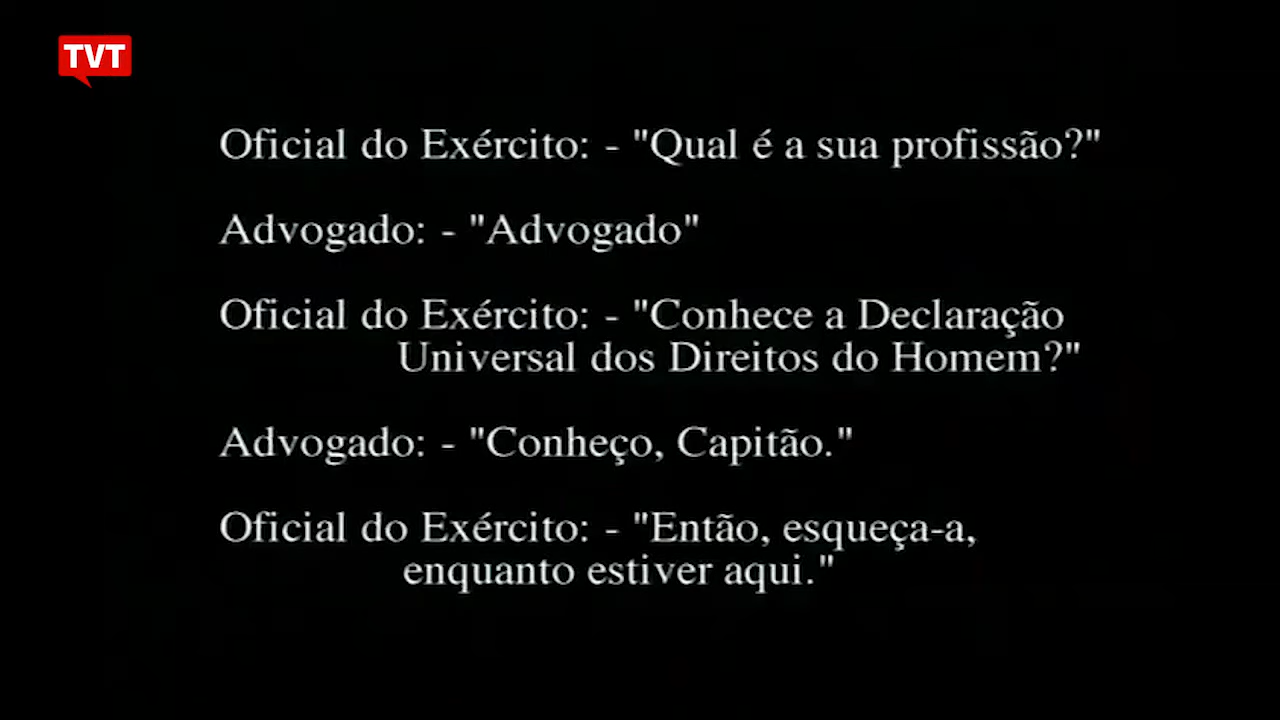 TVT
Oficial do Exército: - "Qual é a sua profissão?"
Advogado: - "Advogado"
Oficial do Exército: - "Conhece a Declaração
Universal dos Direitos do Homem?"
Advogado: - "Conheço, Capitão."
Oficial do Exército: - "Então, esqueça-a,
enquanto estiver aqui."